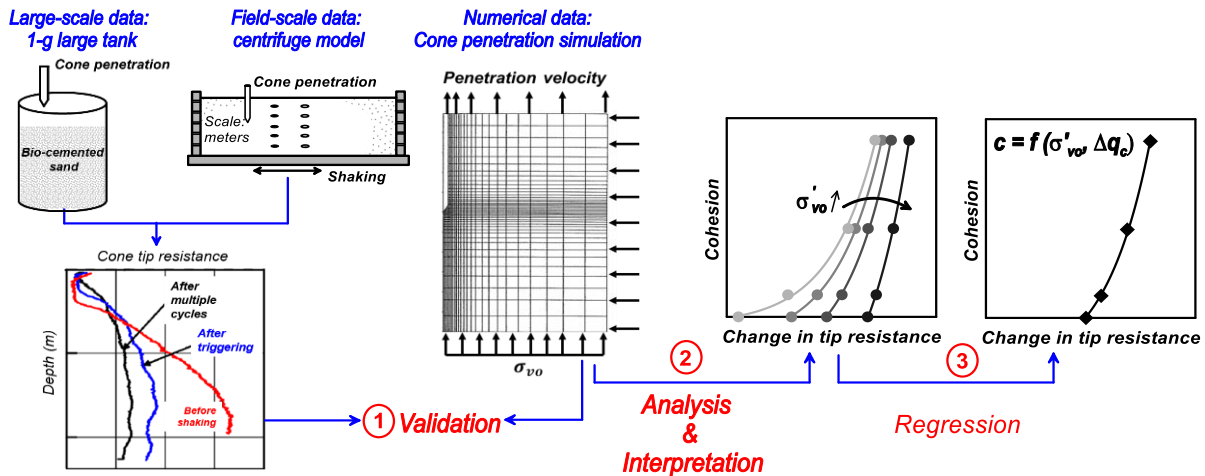 Large-scale data:
1-g large tank
Cone penetration
Bio-cemented
sand
Field-scale data:
centrifuge model
Cone penetration
Scale:
meters
Shaking
Numerical data:
Cone penetration simulation
Penetration velocity
σvo
Cone tip resistance
Depth (m)
After
multiple
cycles
After
triggering
Before
shaking
1 Validation
2
Analysis
&
Interpretation
Cohesion
σ'vo
Change in tip resistance
3
Regression
Cohesion
c = f (σ'vo, Δqc)
Change in tip resistance